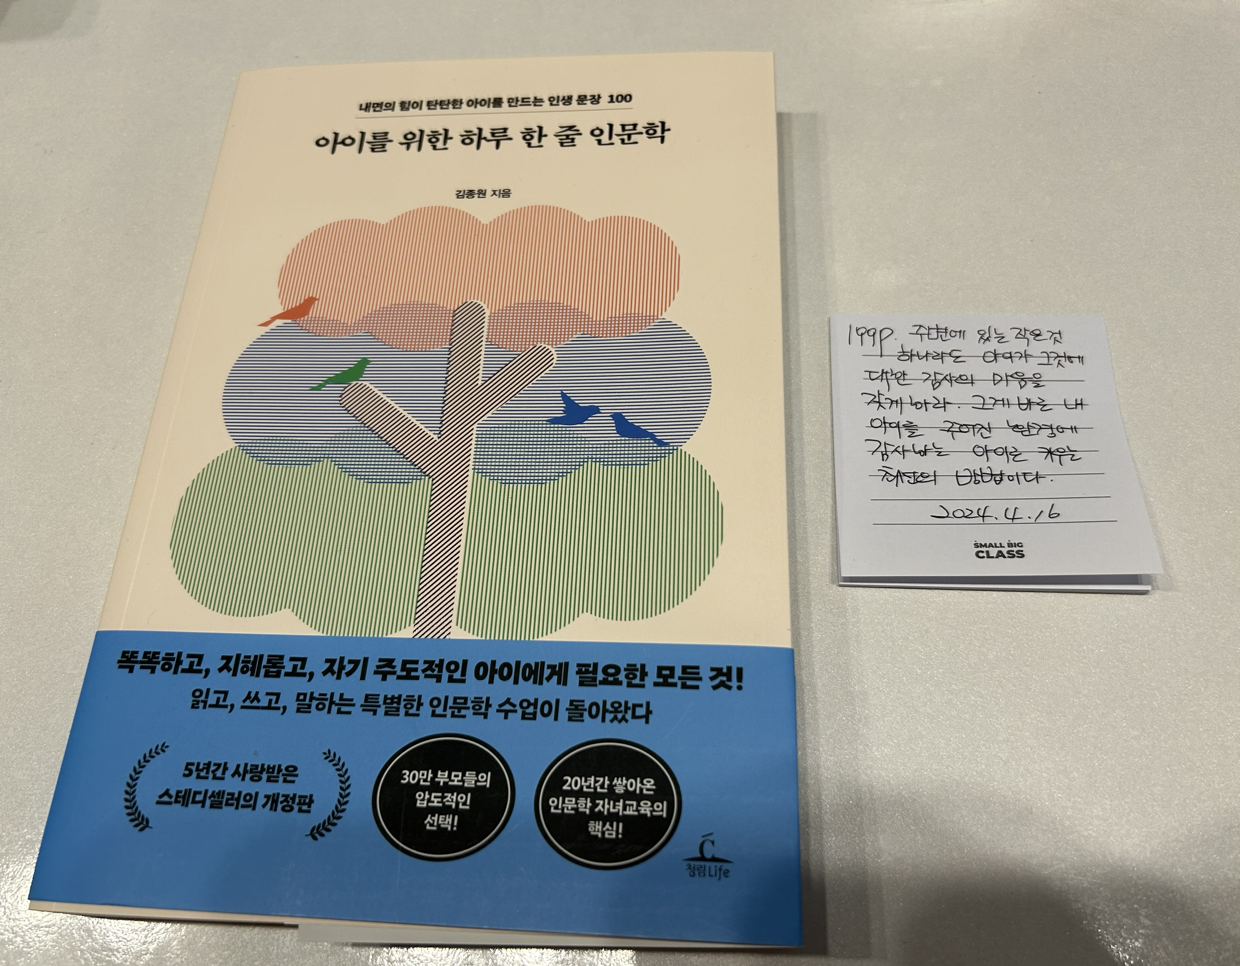 내면의 힘이 탄탄한 아이를 만드는 인생 문장 100
아이를 위한 하루 한 줄 인문학
김종원 지음
똑똑하고, 지혜롭고, 자기 주도적인 아이에게 필요한 모든 것!
읽고, 쓰고, 말하는 특별한 인문학 수업이 돌아왔다
5년간 사랑받은
스테디셀러의 개정판
30만 부모들의
압도적인
선택!
20년간 쌓아온
인문학 자녀교육의
핵심!
청림Life
199p. 주변에 있는 작은 것
하나라도 아이가 그것에
대한 감사의 마음을
갖게 하라. 그게 바로 내
아이를 주어진 환경에
감사하는 아이로 키우는
최고의 방법이다.
2024.4.16
SMALL BIG
CLASS